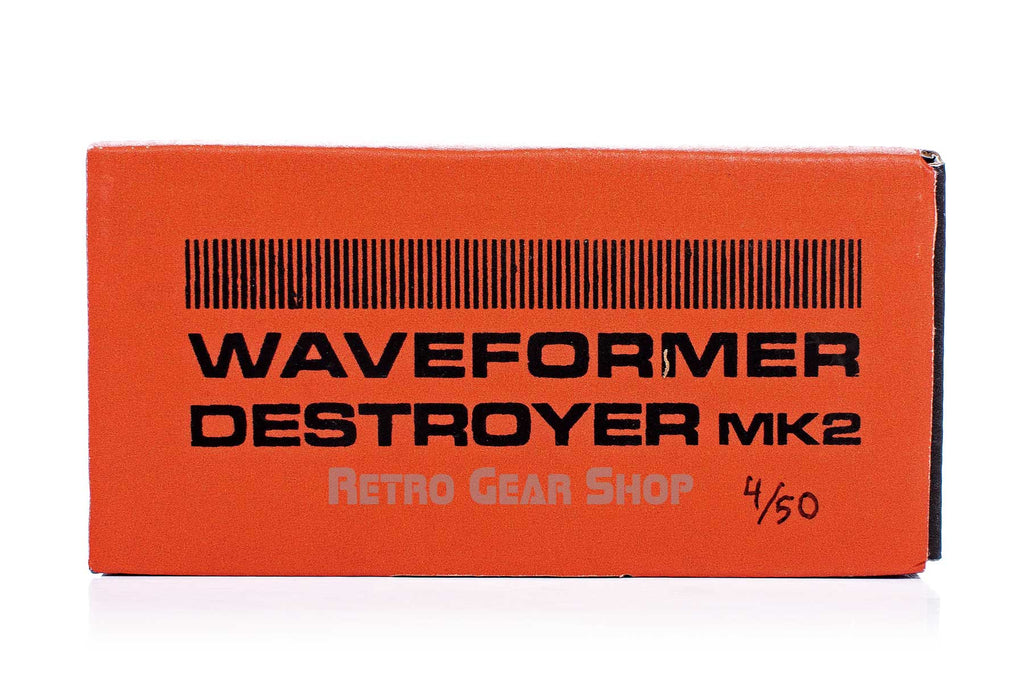 WAVEFORMER
DESTROYER MK2
RETRO GEAR SHOP
4/50